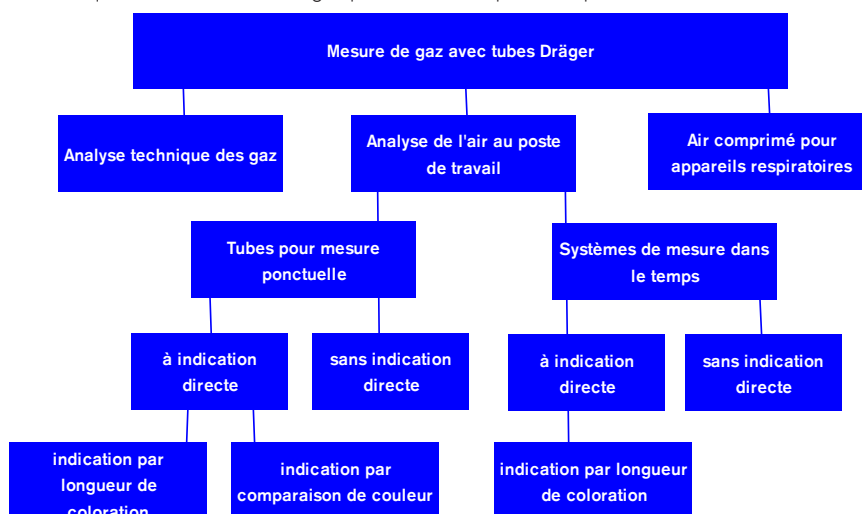 Mesure de gaz avec tubes Dräger
Analyse technique des gaz
Analyse de l'air au poste
de travail
Air comprimé pour
appareils respiratoires
Tubes pour mesure
ponctuelle
Systèmes de mesure dans
le temps
à indication
directe
sans indication
directe
à indication
directe
sans indication
directe
indication par
longueur de
coloration
indication par
comparaison de couleur
indication par longueur
de coloration